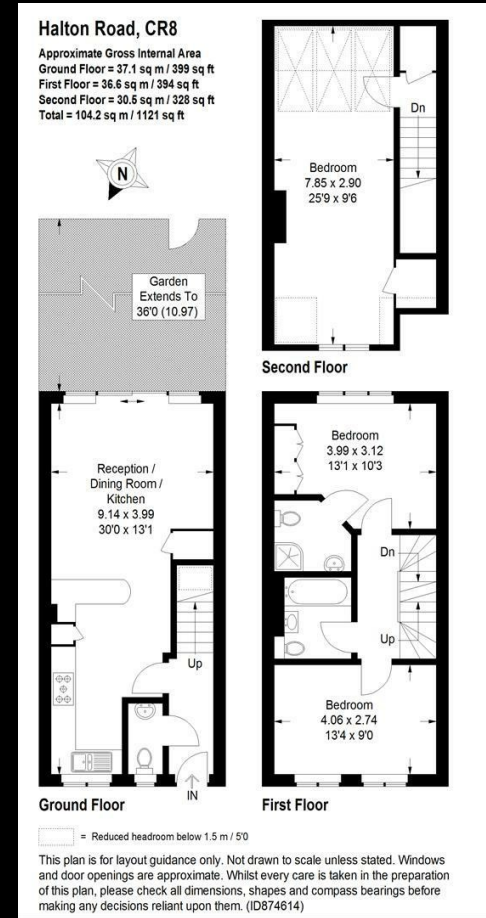 Halton Road, CR8
Approximate Gross Internal Area
Ground Floor = 37.1 sq m / 399 sq ft
First Floor = 36.6 sq m / 394 sq ft
Second Floor = 30.5 sq m / 328 sq ft
Total = 104.2 sq m / 1121 sq ft
N
Garden
Extends To
36'0 (10.97)
Dn
Bedroom
7.85 x 2.90
25'9 x 9'6
Second Floor
Reception /
Dining Room /
Kitchen
9.14 x 3.99
30'0 x 13'1
Up
IN
Ground Floor
Bedroom
3.99 x 3.12
13'1 x 10'3
Dn
Up
Bedroom
4.06 x 2.74
13'4 x 9'0
First Floor
= Reduced headroom below 1.5 m / 5'0
This plan is for layout guidance only. Not drawn to scale unless stated. Windows
and door openings are approximate. Whilst every care is taken in the preparation
of this plan, please check all dimensions, shapes and compass bearings before
making any decisions reliant upon them. (ID874614)